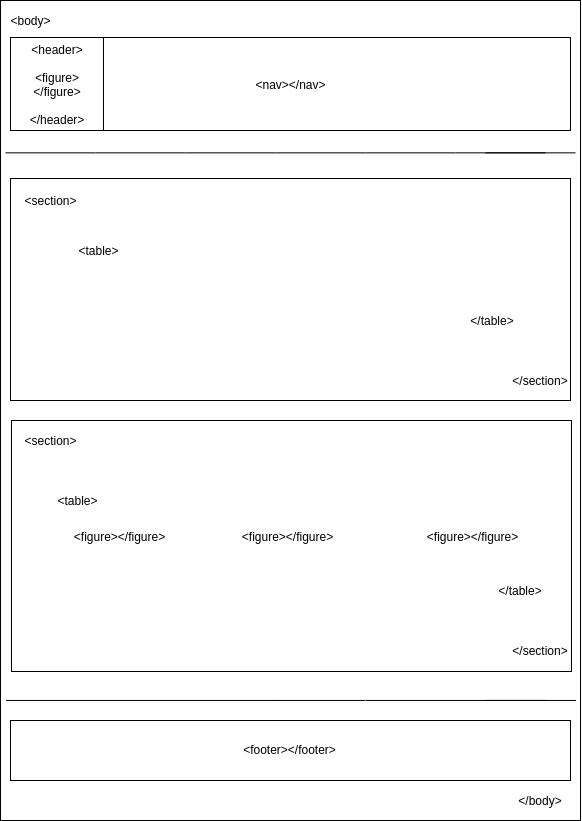 <body>
<header>
<figure>
</figure>
</header>
<nav></nav>
<section>
<table>
</table>
</section>
<section>
<table>
<figure></figure>
<figure></figure>
<figure></figure>
</table>
</section>
<footer></footer>
</body>